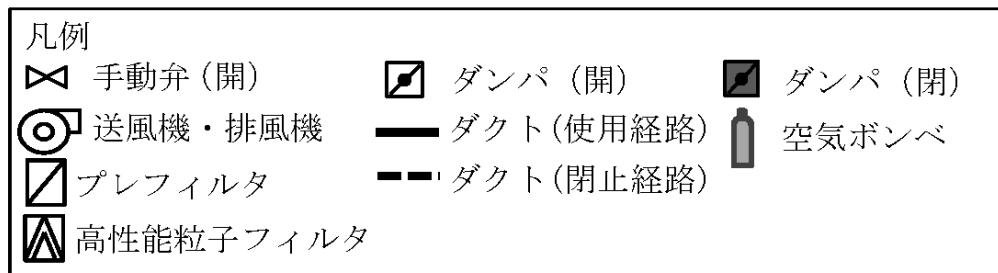 凡例
手動弁(開) ダンパ(開) ダンパ(閉)
送風機・排風機 ダクト(使用経路) 空気ボンベ
プレフィルタ ダクト(閉止経路)
高性能粒子フィルタ